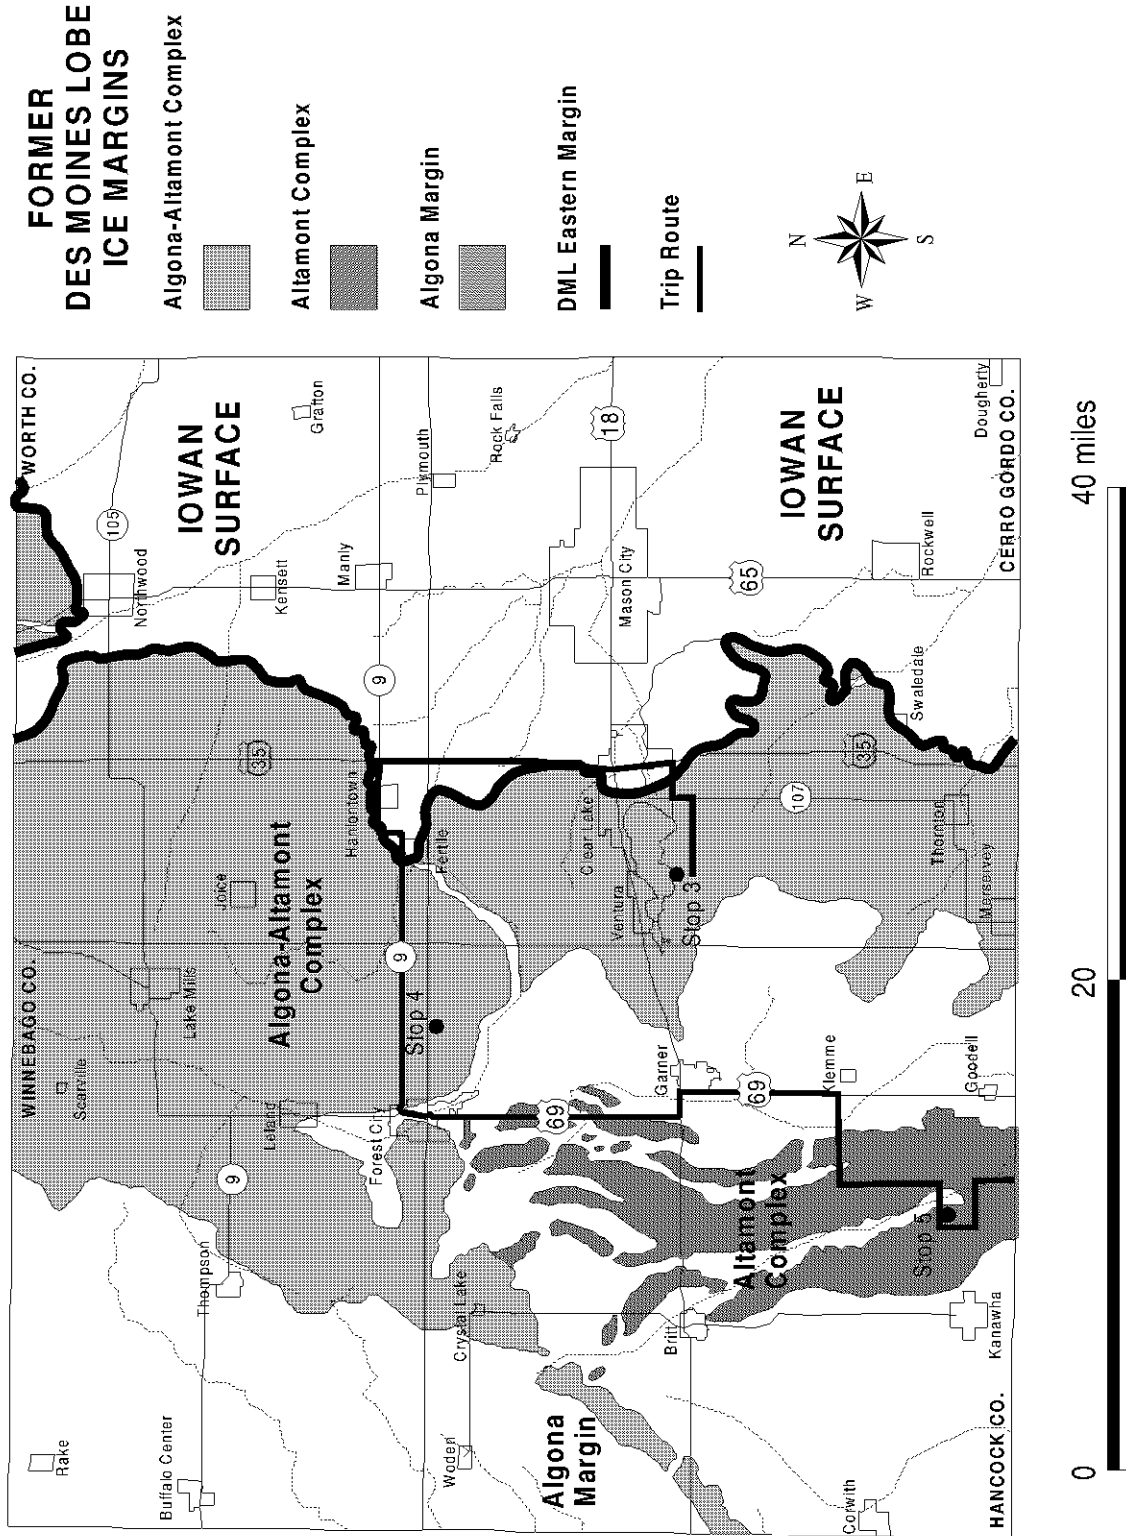 FORMER
DES MOINES LOBE
ICE MARGINS
Algona-Altamont Complex
Altamont Complex
Algona Margin
DML Eastern Margin
Trip Route
N
W
E
S
WINNEBAGO CO.
WORTH CO.
Rake
Scarville
105
Buffalo Center
Lake Mills
Northwood
IOWAN
SURFACE
Thompson
9
Joice
35
Kensett
Grafton
Leland
Algona-Altamont
Complex
Hanlontown
Manly
Forest City
9
9
Stop 4
Fertile
Plymouth
Crystal Lake
Woden
Rock Falls
Algona
Margin
69
Clear Lake
Ventura
18
Mason City
Garner
Britt
Stop 3
69
65
Altamont
Complex
107
IOWAN
SURFACE
Klemme
35
Corwith
Stop 5
Swaledale
Rockwell
Thornton
Goodell
Merservey
Dougherty
Kanawha
HANCOCK CO.
CERRO GORDO CO.
0
20
40 miles